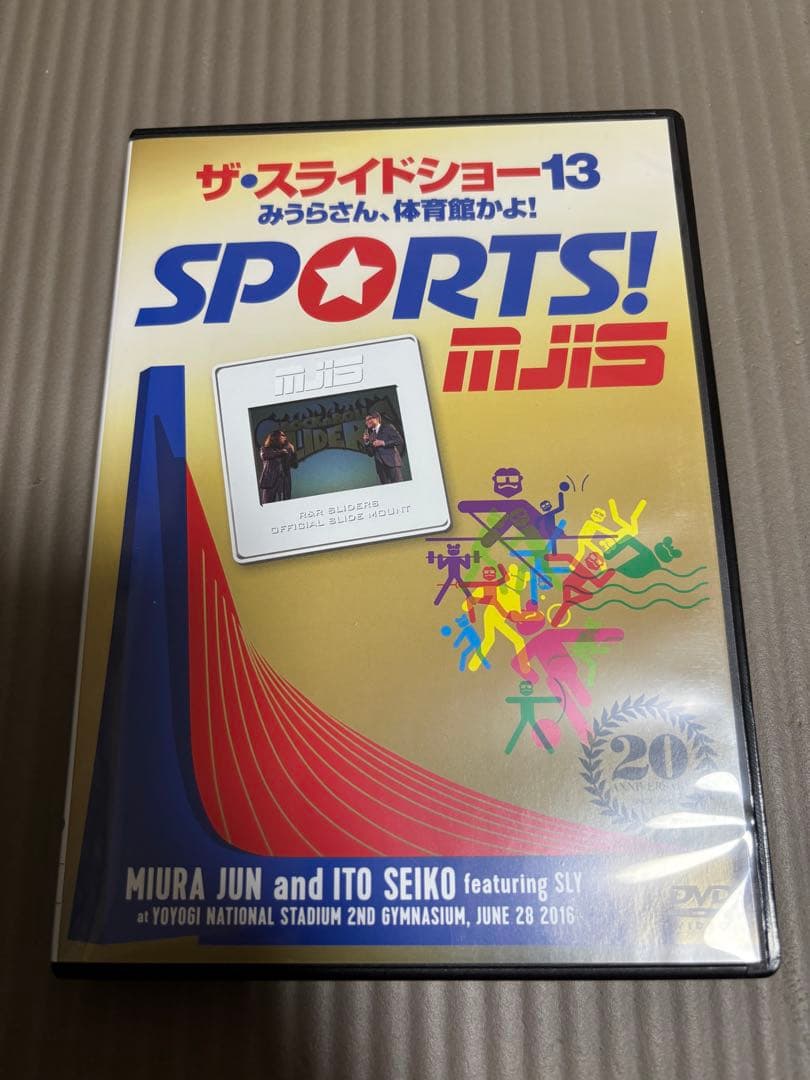 ザ・スライドショー13
みうらさん、体育館かよ!
SPORTS!
MJIS
MJIS
R&R SLIDERS
OFFICIAL SLIDE MOUNT
20
ANNIVERSARY
MIURA JUN and ITO SEIKO featuring SLY
at YOYOGI NATIONAL STADIUM 2ND GYMNASIUM, JUNE 28 2016
DVD
VIDEO